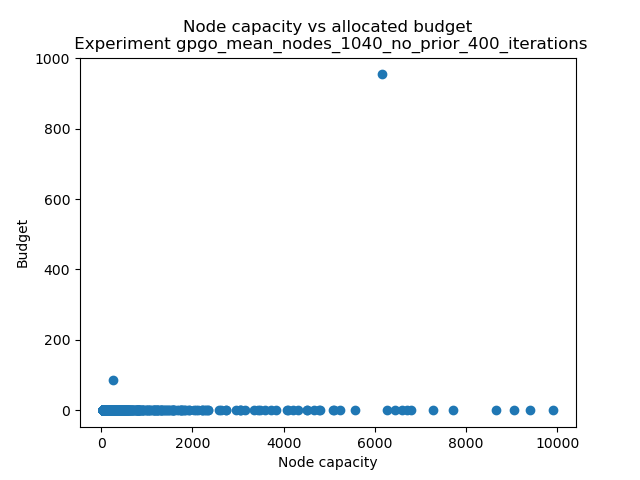 Node capacity vs allocated budget
Experiment gpgo_mean_nodes_1040_no_prior_400_iterations
1000
800
600
400
200
0
Budget
0 2000 4000 6000 8000 10000
Node capacity